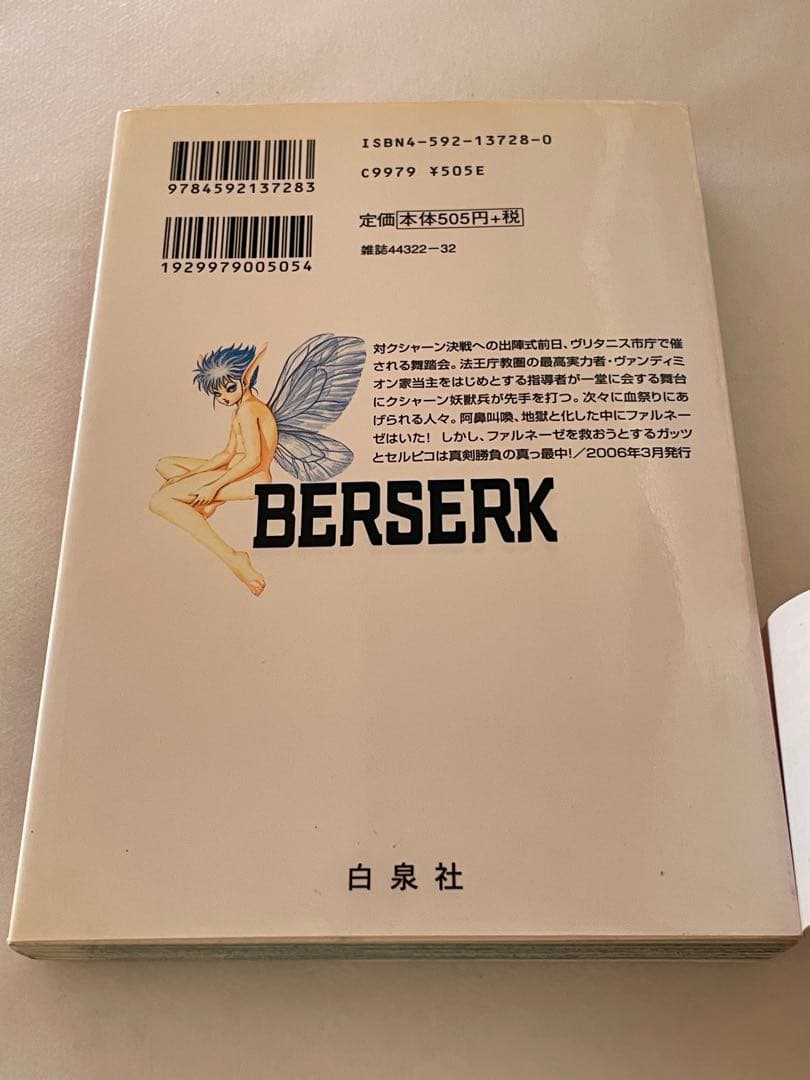 ISBN4-592-13728-0
9784592137283
C9979 ¥505E
定価本体505円+税
1929979005054
雑誌44322-32
対クシャーン決戦への出陣式前日、ヴリタニス市庁で催
される舞踏会。法王庁教圏の最高実力者・ヴァンディミ
オン家当主をはじめとする指導者が一堂に会する舞台
にクシャーン妖獣兵が先手を打つ。次々に血祭りにあ
げられる人々。阿鼻叫喚、地獄と化した中にファルネー
ゼはいた! しかし、ファルネーゼを救おうとするガッツ
とセルピコは真剣勝負の真っ最中!/2006年3月発行
BERSERK
白泉社